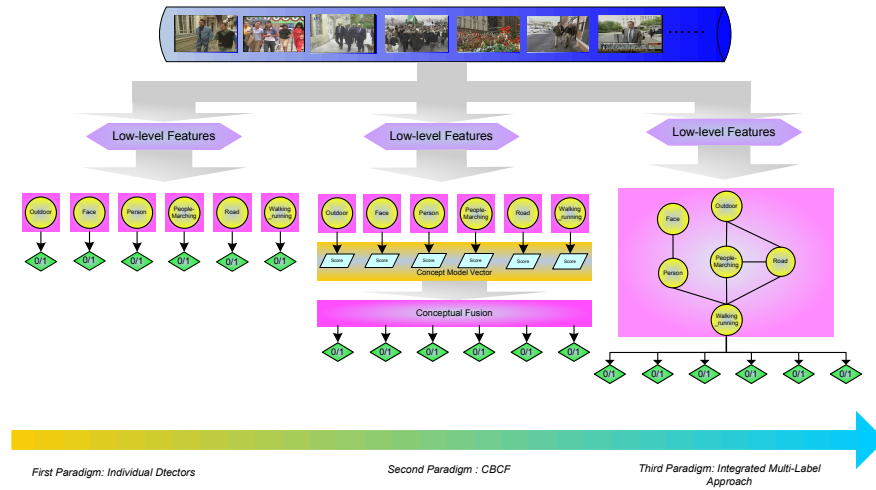 Low-level Features
Low-level Features
Low-level Features
Outdoor
Face
Person
People-
Marching
Road
Walking
_running
0/1
0/1
0/1
0/1
0/1
0/1
Outdoor
Face
Person
People-
Marching
Road
Walking
_running
Score
Score
Score
Score
Score
Score
Concept Model Vector
Conceptual Fusion
0/1
0/1
0/1
0/1
0/1
0/1
Outdoor
Face
People-
Marching
Road
Person
Walking
_running
0/1
0/1
0/1
0/1
0/1
0/1
First Paradigm: Individual Dtectors
Second Paradigm : CBCF
Third Paradigm: Integrated Multi-Label
Approach